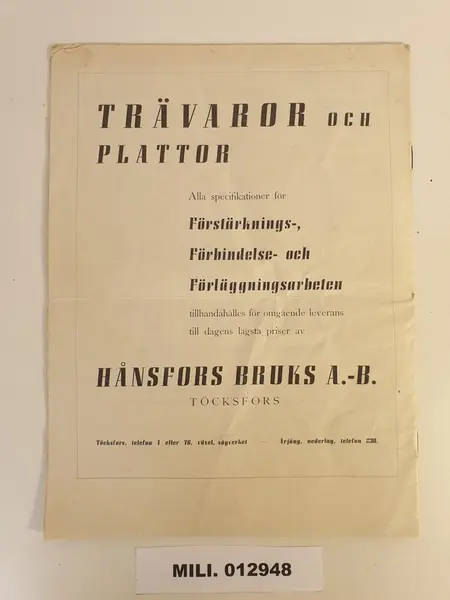 TRÄVAROR OCH
PLATTOR
Alla specifikationer för
Förstärknings-,
Förbindelse- och
Förläggningsarbeten
tillhandahålles för omgående leverans
till dagens lägsta priser av
HÅNSFORS BRUKS A.-B.
TÖCKSFORS
Töcksfors, telefon 1 eller 76, växel, sågverket — Årjäng, nederlag, telefon 230.
MILI. 012948